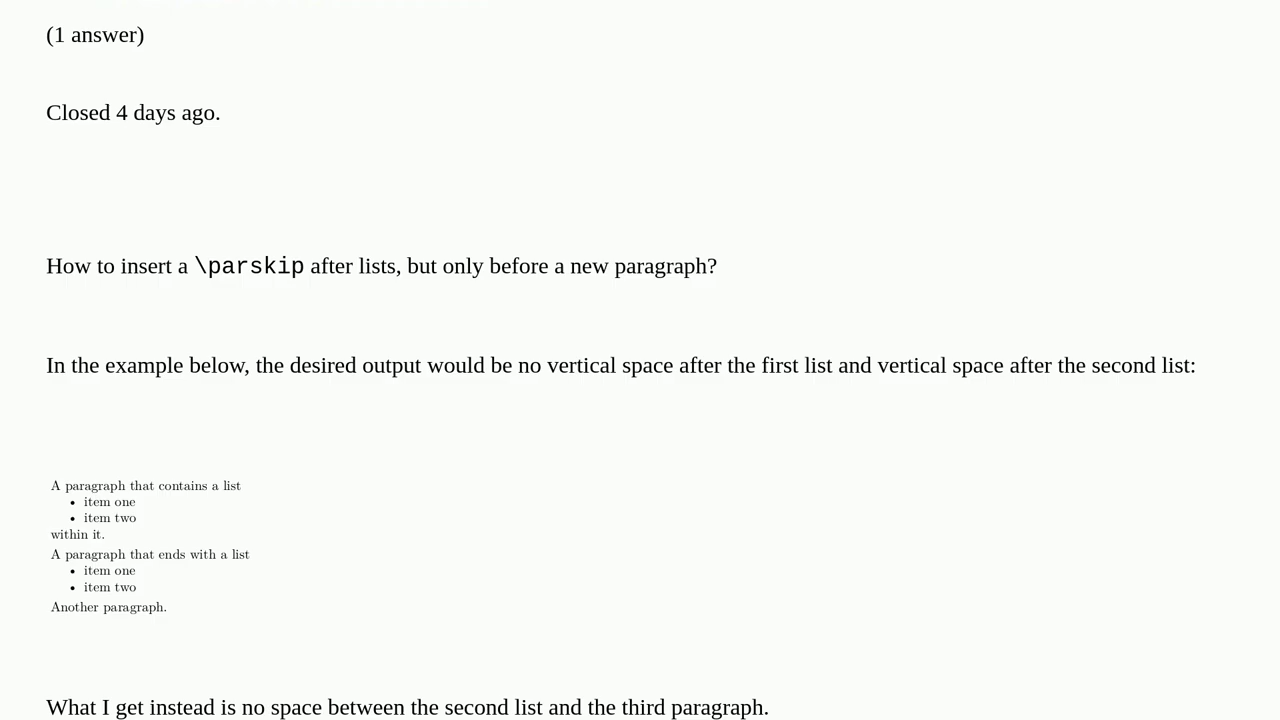 (1 answer)
Closed 4 days ago.
How to insert a \parskip after lists, but only before a new paragraph?
In the example below, the desired output would be no vertical space after the first list and vertical space after the second list:
A paragraph that contains a list
• item one
• item two
within it.
A paragraph that ends with a list
• item one
• item two
Another paragraph.
What I get instead is no space between the second list and the third paragraph.